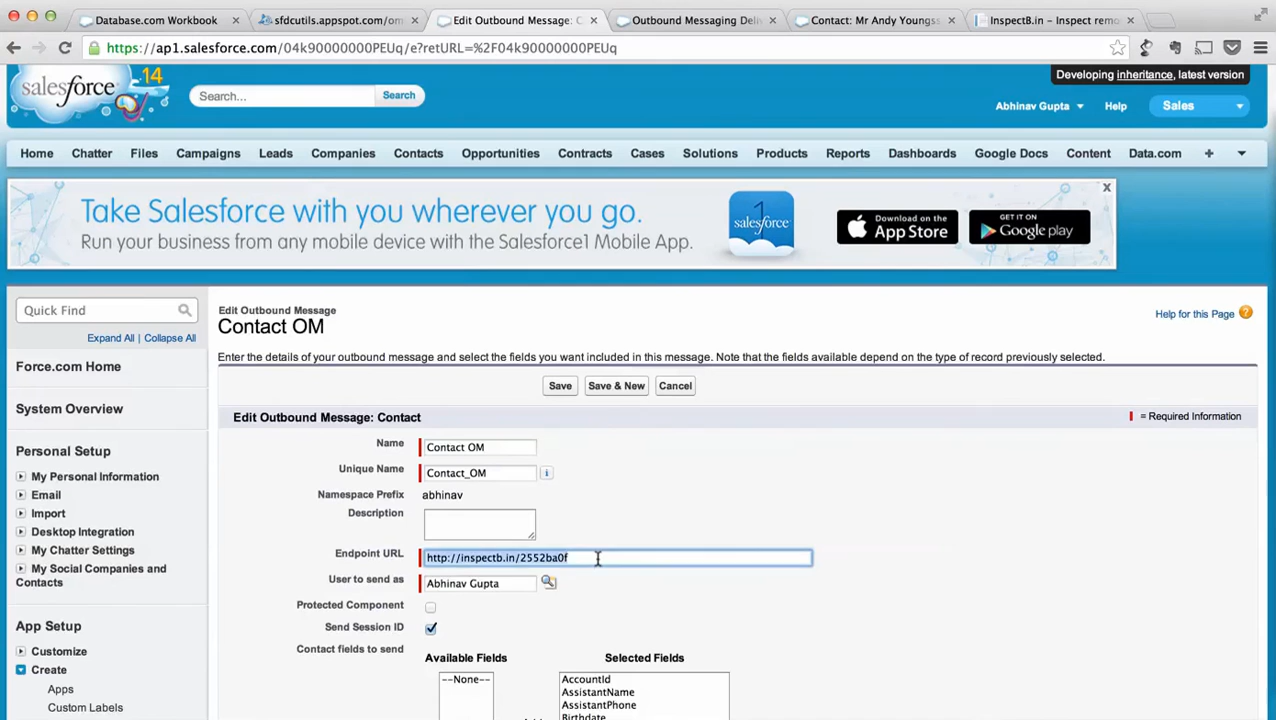 Database.com Workbook
sfdcutils.appspot.com/om
Edit Outbound Message: C
Outbound Messaging Deli
Contact: Mr Andy Youngss
InspectB.in – Inspect remo
https://ap1.salesforce.com/04k90000000PEUq/e?retURL=%2F04k90000000PEUq
Developing inheritance, latest version
salesforce
14
Search...
Search
Abhinav Gupta
Help
Sales
Home
Chatter
Files
Campaigns
Leads
Companies
Contacts
Opportunities
Contracts
Cases
Solutions
Products
Reports
Dashboards
Google Docs
Content
Data.com
+
Take Salesforce with you wherever you go.
Run your business from any mobile device with the Salesforce1 Mobile App.
salesforce
Download on the
App Store
GET IT ON
Google play
x
Quick Find
Expand All | Collapse All
Force.com Home
System Overview
Personal Setup
My Personal Information
Email
Import
Desktop Integration
My Chatter Settings
My Social Companies and
Contacts
App Setup
Customize
Create
Apps
Custom Labels
Edit Outbound Message
Contact OM
Help for this Page ?
Enter the details of your outbound message and select the fields you want included in this message. Note that the fields available depend on the type of record previously selected.
Save
Save & New
Cancel
Edit Outbound Message: Contact
= Required Information
Name
Contact OM
Unique Name
Contact_OM
i
Namespace Prefix
abhinav
Description
Endpoint URL
http://inspectb.in/2552ba0f
User to send as
Abhinav Gupta
Protected Component
Send Session ID
Contact fields to send
Available Fields
Selected Fields
--None--
AccountId
AssistantName
AssistantPhone
Birthdate